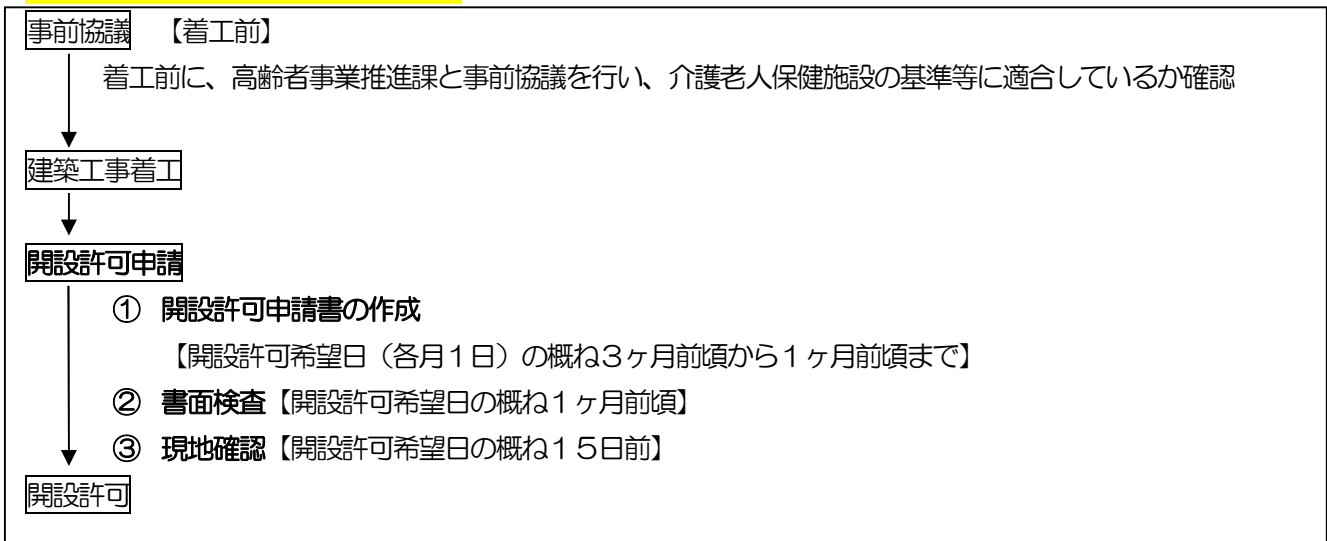 事前協議　【着工前】
着工前に、高齢者事業推進課と事前協議を行い、介護老人保健施設の基準等に適合しているか確認
建築工事着工
開設許可申請
①　開設許可申請書の作成
【開設許可希望日（各月１日）の概ね３ヶ月前頃から１ヶ月前頃まで】
②　書面検査【開設許可希望日の概ね１ヶ月前頃】
③　現地確認【開設許可希望日の概ね１５日前】
開設許可